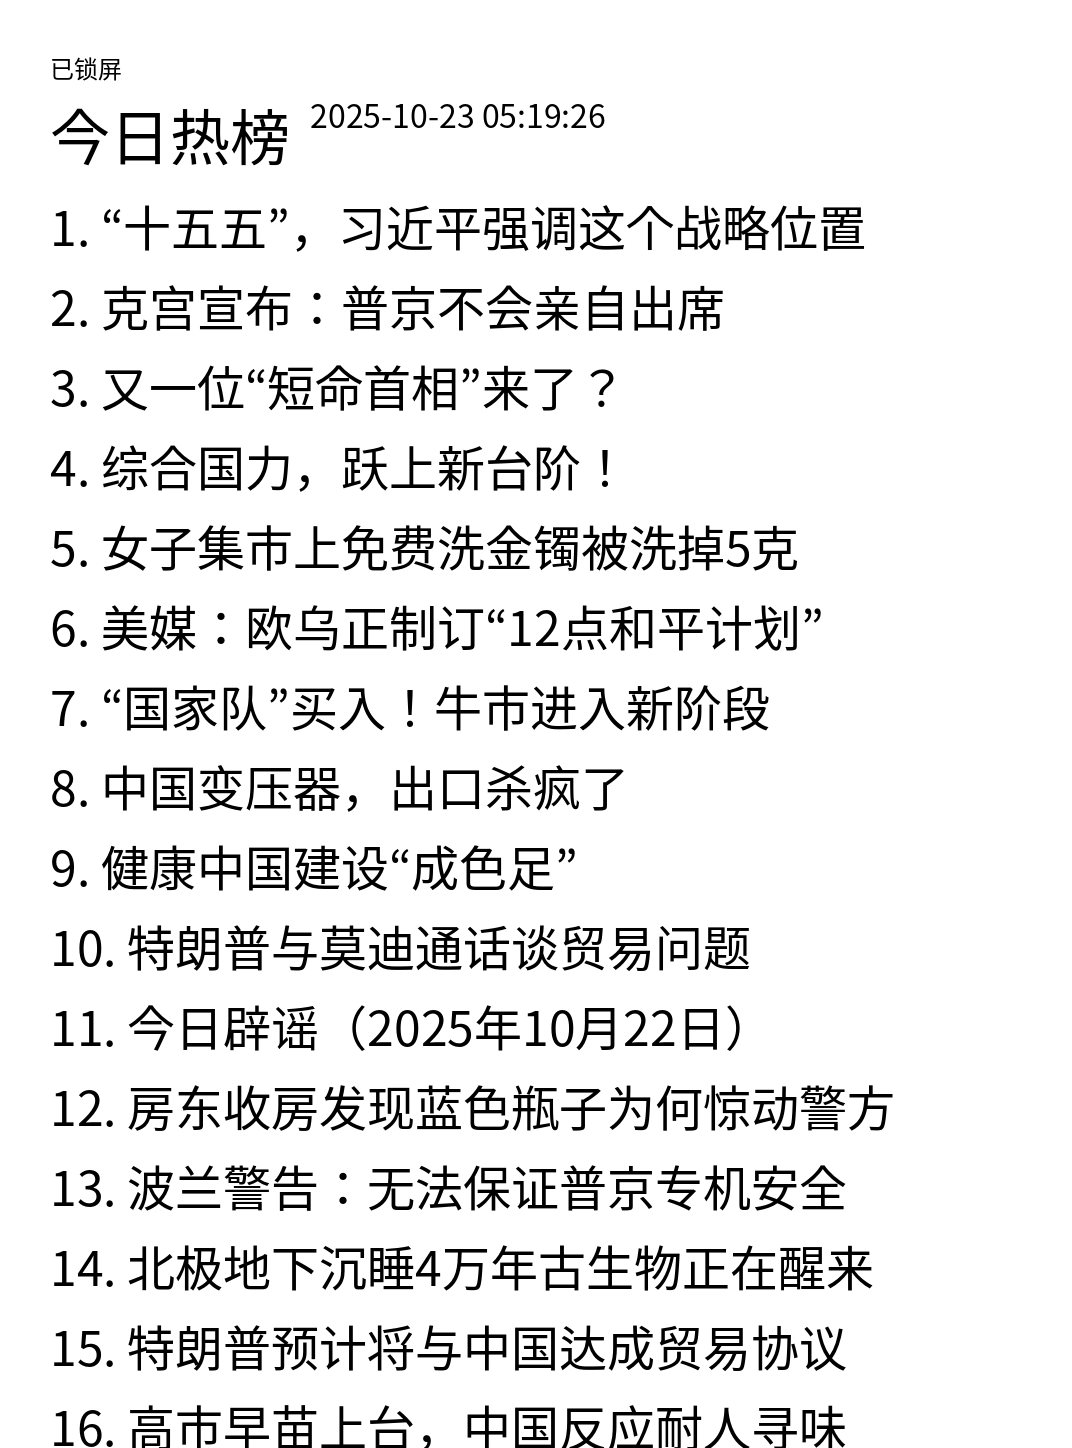 已锁屏
今日热榜 2025-10-23 05:19:26
1. “十五五”，习近平强调这个战略位置
2. 克宫宣布：普京不会亲自出席
3. 又一位“短命首相”来了？
4. 综合国力，跃上新台阶！
5. 女子集市上免费洗金镯被洗掉5克
6. 美媒：欧乌正制订“12点和平计划”
7. “国家队”买入！牛市进入新阶段
8. 中国变压器，出口杀疯了
9. 健康中国建设“成色足”
10. 特朗普与莫迪通话谈贸易问题
11. 今日辟谣（2025年10月22日）
12. 房东收房发现蓝色瓶子为何惊动警方
13. 波兰警告：无法保证普京专机安全
14. 北极地下沉睡4万年古生物正在醒来
15. 特朗普预计将与中国达成贸易协议
16. 高市早苗上台，中国反应耐人寻味